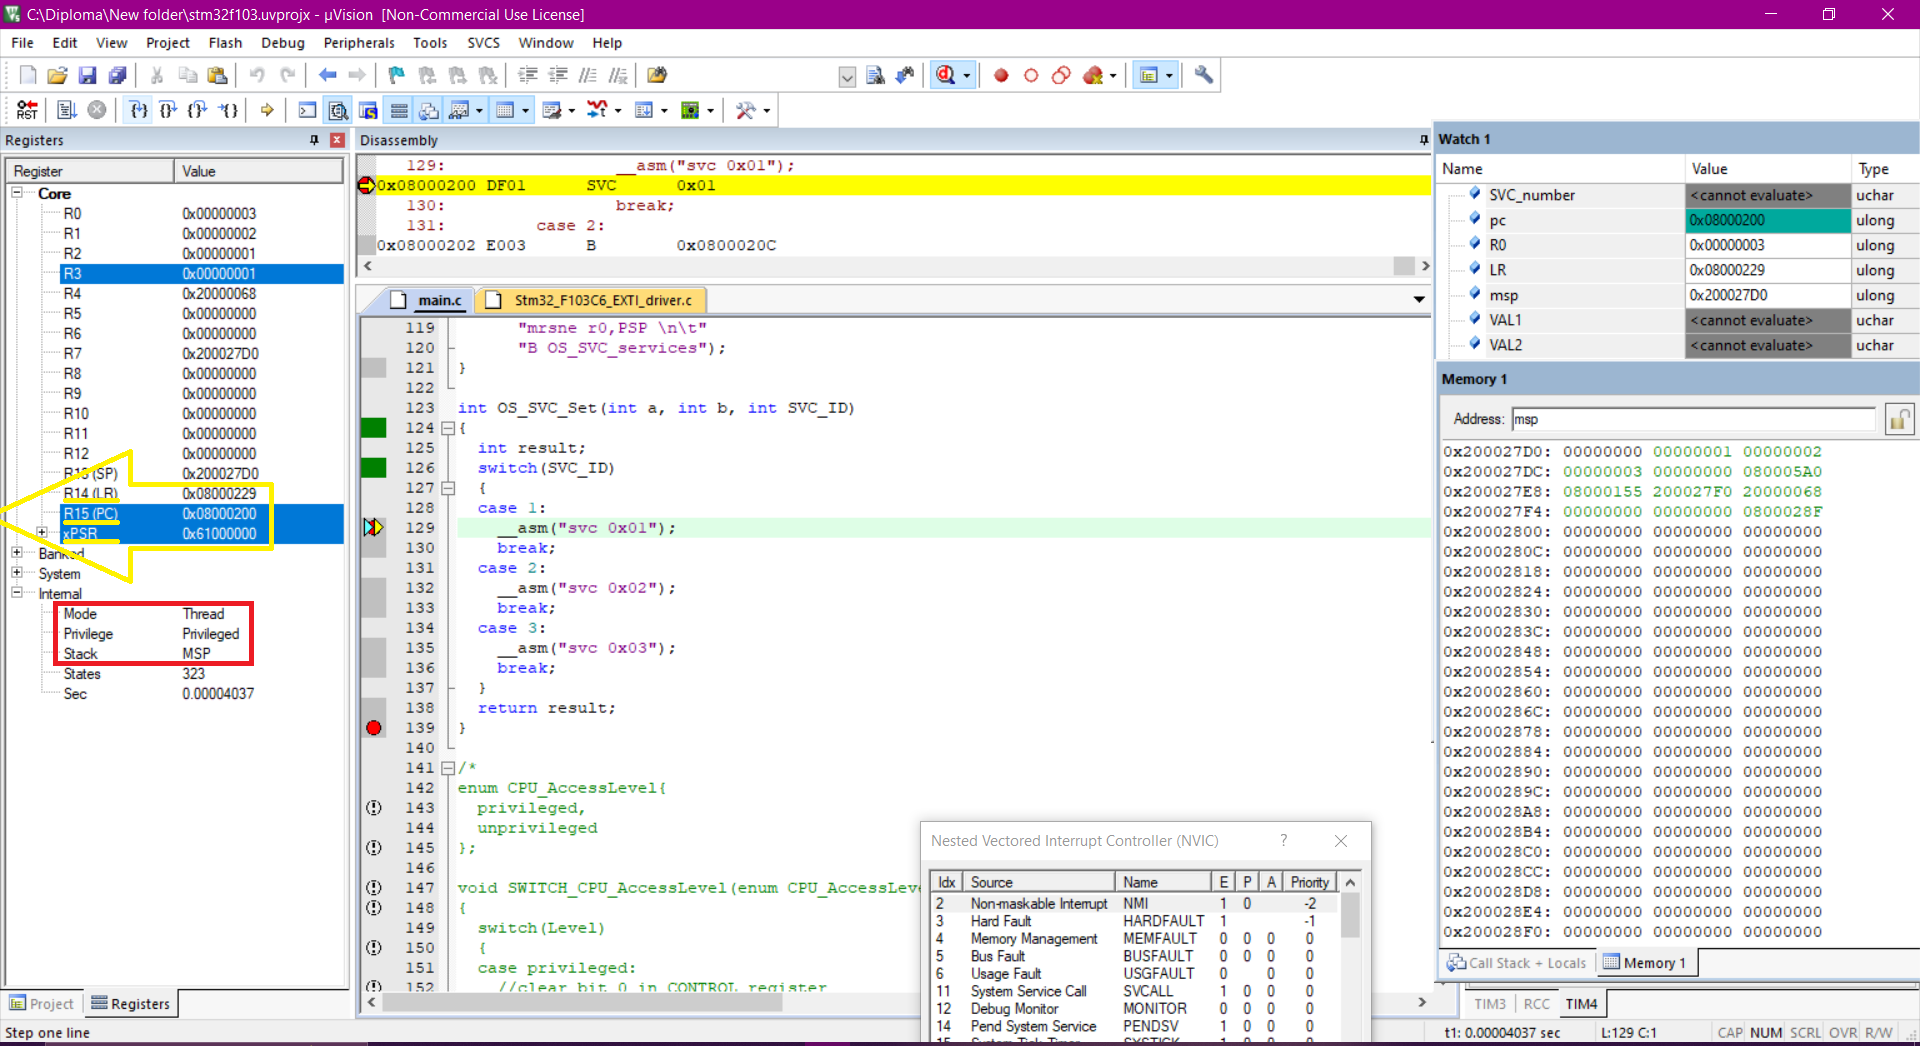 C:\Diploma\New folder\stm32f103.uvprojx - µVision  [Non-Commercial Use License]
File Edit View Project Flash Debug Peripherals Tools SVCS Window Help
Registers
Register Value
Core
R0 0x00000003
R1 0x00000002
R2 0x00000001
R3 0x00000001
R4 0x20000068
R5 0x00000000
R6 0x00000000
R7 0x200027D0
R8 0x00000000
R9 0x00000000
R10 0x00000000
R11 0x00000000
R12 0x00000000
R13 (SP) 0x200027D0
R14 (LR) 0x08000229
R15 (PC) 0x08000200
xPSR 0x61000000
Banked
System
Internal
Mode Thread
Privilege Privileged
Stack MSP
States 323
Sec 0.00004037
Project Registers
Disassembly
129: __asm("svc 0x01");
0x08000200 DF01 SVC 0x01
130: break;
131: case 2:
0x08000202 E003 B 0x0800020C
main.c Stm32_F103C6_EXTI_driver.c
119 "mrsne r0,PSP \n\t"
120 "B OS_SVC_services");
121 }
122
123 int OS_SVC_Set(int a, int b, int SVC_ID)
124 {
125 int result;
126 switch(SVC_ID)
127 {
128 case 1:
129 __asm("svc 0x01");
130 break;
131 case 2:
132 __asm("svc 0x02");
133 break;
134 case 3:
135 __asm("svc 0x03");
136 break;
137 }
138 return result;
139 }
140
141 /*
142 enum CPU_AccessLevel{
143 privileged,
144 unprivileged
145 };
146
147 void SWITCH_CPU_AccessLevel(enum CPU_AccessLeve
148 {
149 switch(Level)
150 {
151 case privileged:
152 //clear bit 0 in CONTROL register
Nested Vectored Interrupt Controller (NVIC) ?
Idx Source Name E P A Priority
2 Non-maskable Interrupt NMI 1 0 -2
3 Hard Fault HARDFAULT 1 -1
4 Memory Management MEMFAULT 0 0 0 0
5 Bus Fault BUSFAULT 0 0 0 0
6 Usage Fault USGFAULT 0 0 0 0
11 System Service Call SVCALL 1 0 0 0
12 Debug Monitor MONITOR 0 0 0 0
14 Pend System Service PENDSV 1 0 0 0
15 System Tick Timer SYSTICK
Watch 1
Name Value Type
SVC_number <cannot evaluate> uchar
pc 0x08000200 ulong
R0 0x00000003 ulong
LR 0x08000229 ulong
msp 0x200027D0 ulong
VAL1 <cannot evaluate> uchar
VAL2 <cannot evaluate> uchar
Memory 1
Address: msp
0x200027D0: 00000000 00000001 00000002
0x200027DC: 00000003 00000000 080005A0
0x200027E8: 08000155 200027F0 20000068
0x200027F4: 00000000 00000000 0800028F
0x20002800: 00000000 00000000 00000000
0x2000280C: 00000000 00000000 00000000
0x20002818: 00000000 00000000 00000000
0x20002824: 00000000 00000000 00000000
0x20002830: 00000000 00000000 00000000
0x2000283C: 00000000 00000000 00000000
0x20002848: 00000000 00000000 00000000
0x20002854: 00000000 00000000 00000000
0x20002860: 00000000 00000000 00000000
0x2000286C: 00000000 00000000 00000000
0x20002878: 00000000 00000000 00000000
0x20002884: 00000000 00000000 00000000
0x20002890: 00000000 00000000 00000000
0x2000289C: 00000000 00000000 00000000
0x200028A8: 00000000 00000000 00000000
0x200028B4: 00000000 00000000 00000000
0x200028C0: 00000000 00000000 00000000
0x200028CC: 00000000 00000000 00000000
0x200028D8: 00000000 00000000 00000000
0x200028E4: 00000000 00000000 00000000
0x200028F0: 00000000 00000000 00000000
Call Stack + Locals Memory 1
TIM3 RCC TIM4
Step one line t1: 0.00004037 sec L:129 C:1 CAP NUM SCRL OVR R/W